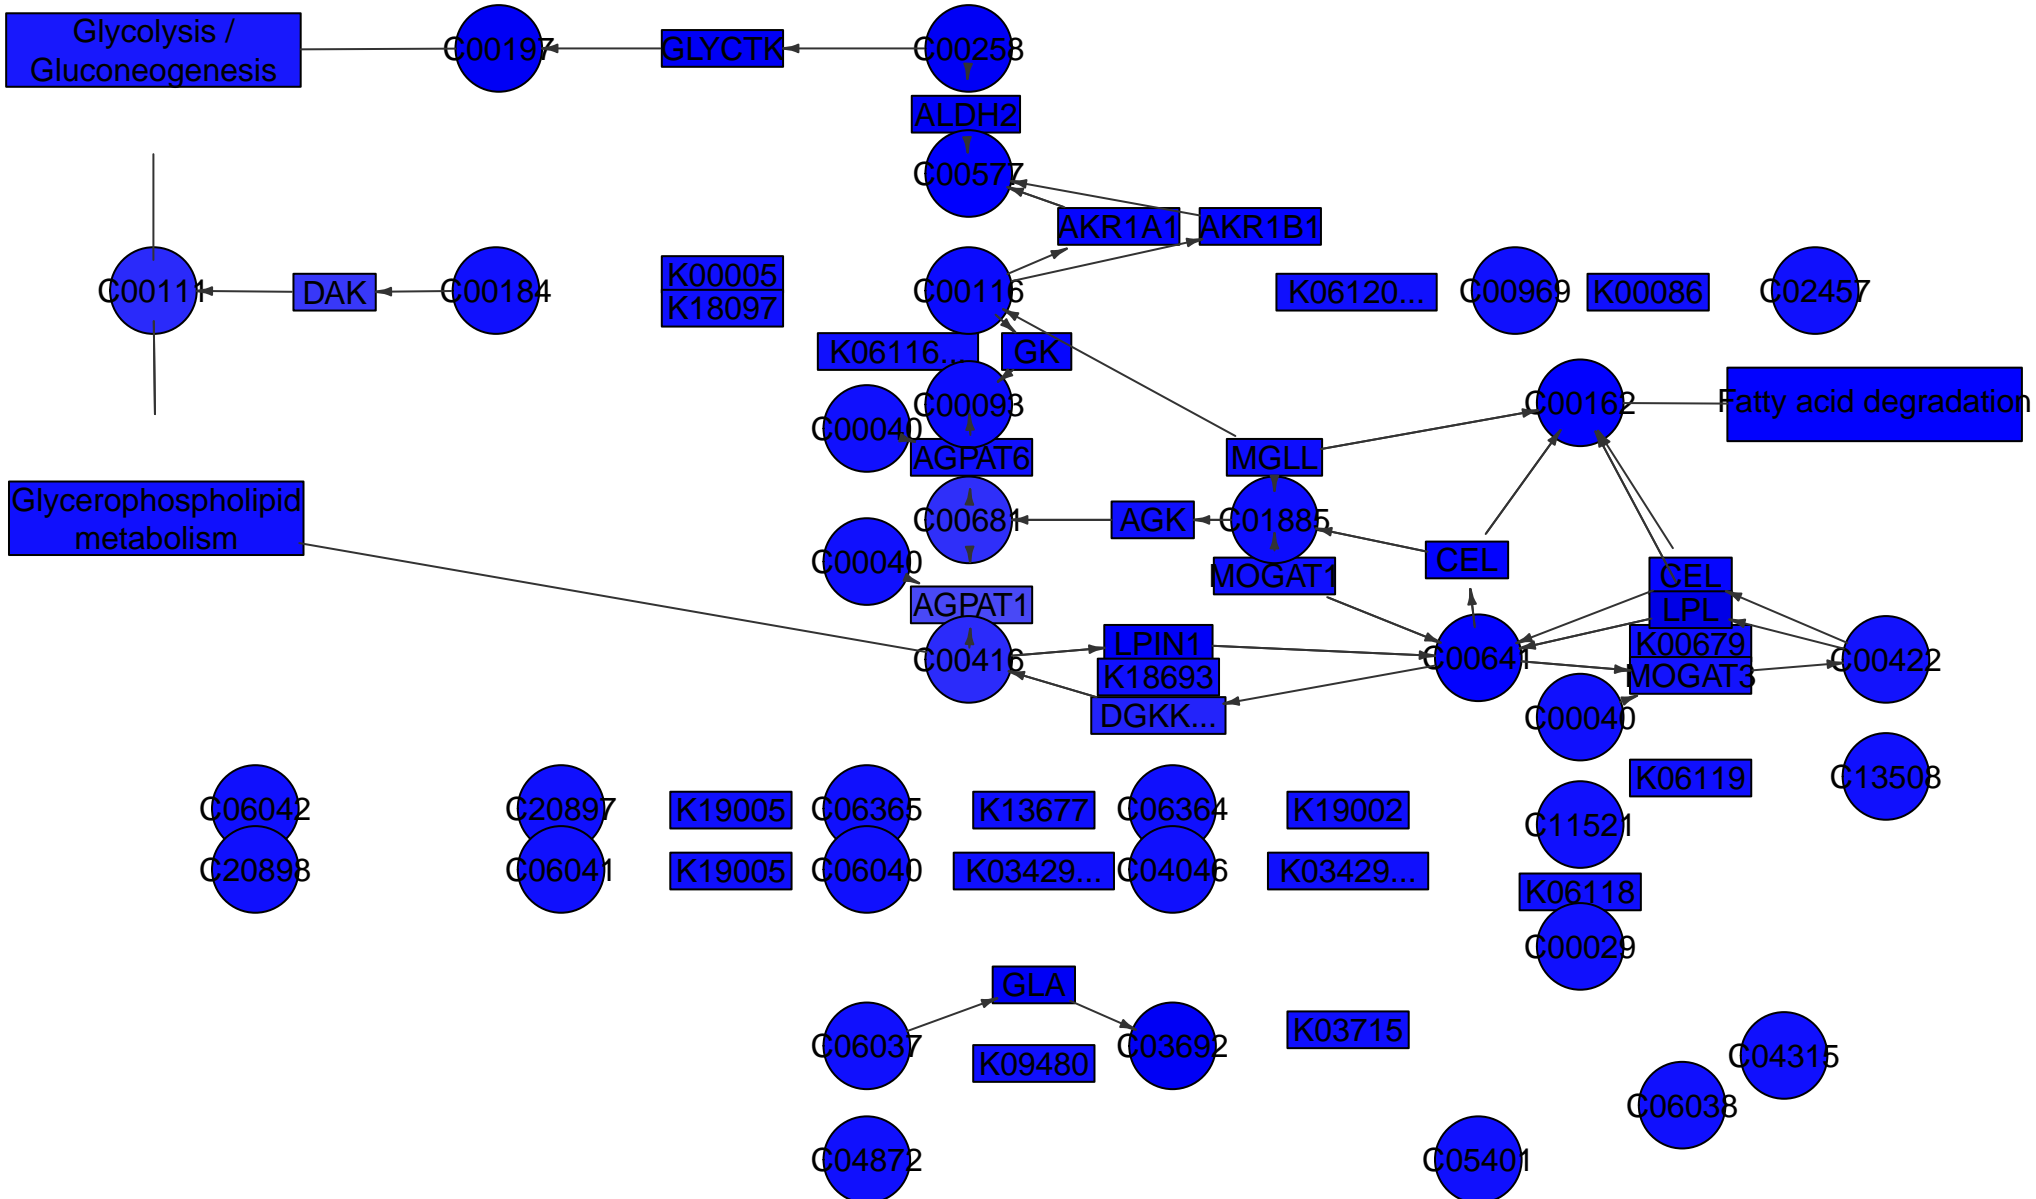 Glycolysis /
Gluconeogenesis
C00197
GLYCTK
C00258
ALDH2
C00577
AKR1A1
AKR1B1
C00111
DAK
C00184
K00005
K18097
C00116
K06120...
C00969
K00086
C02457
K06116...
GK
C00093
C00040
AGPAT6
MGLL
C00162
Fatty acid degradation
Glycerophospholipid
metabolism
C00681
AGK
C01885
C00040
MOGAT1
CEL
CEL
LPL
AGPAT1
C00416
LPIN1
K18693
DGKK...
C00641
K00679
MOGAT3
C00422
C00040
K06119
C13508
C06042
C20897
K19005
C06365
K13677
C06364
K19002
C11521
C20898
C06041
K19005
C06040
K03429...
C04046
K03429...
K06118
C00029
GLA
C06037
C03692
K09480
K03715
C04315
C06038
C04872
C05401